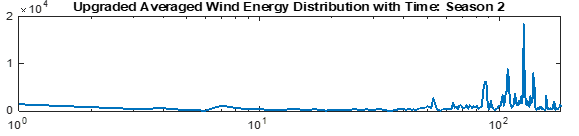 Upgraded Averaged Wind Energy Distribution with Time: Season 2
×10⁴
2
1
0
10⁰ 10¹ 10²